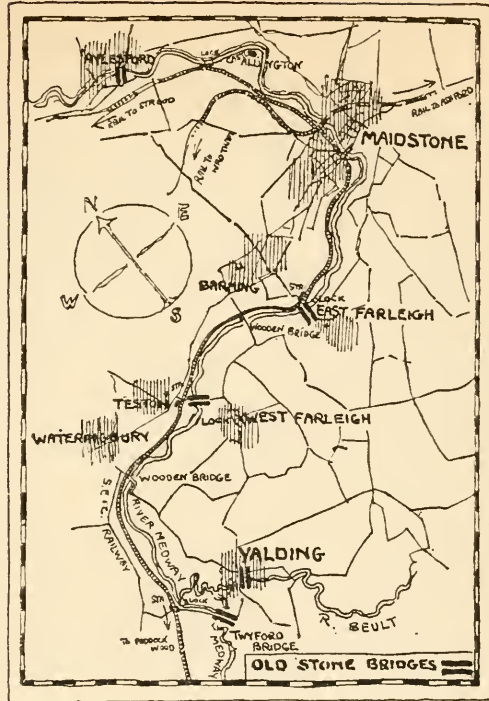 AYLESFORD
LOCK
ALLINGTON
RAIL TO STROOD
RAIL TO ASHFORD
MAIDSTONE
N
W
S
BARMING
STN
LOCK
EAST FARLEIGH
WOODEN BRIDGE
STN
TESTON
LOCK
WEST FARLEIGH
WATERINGBURY
WOODEN BRIDGE
RAILWAY
RIVER MEDWAY
YALDING
LOCK
STN
R. BEULT
TO PADDOCK
WOOD
TWYFORD
BRIDGE
MEDWAY
OLD STONE BRIDGES